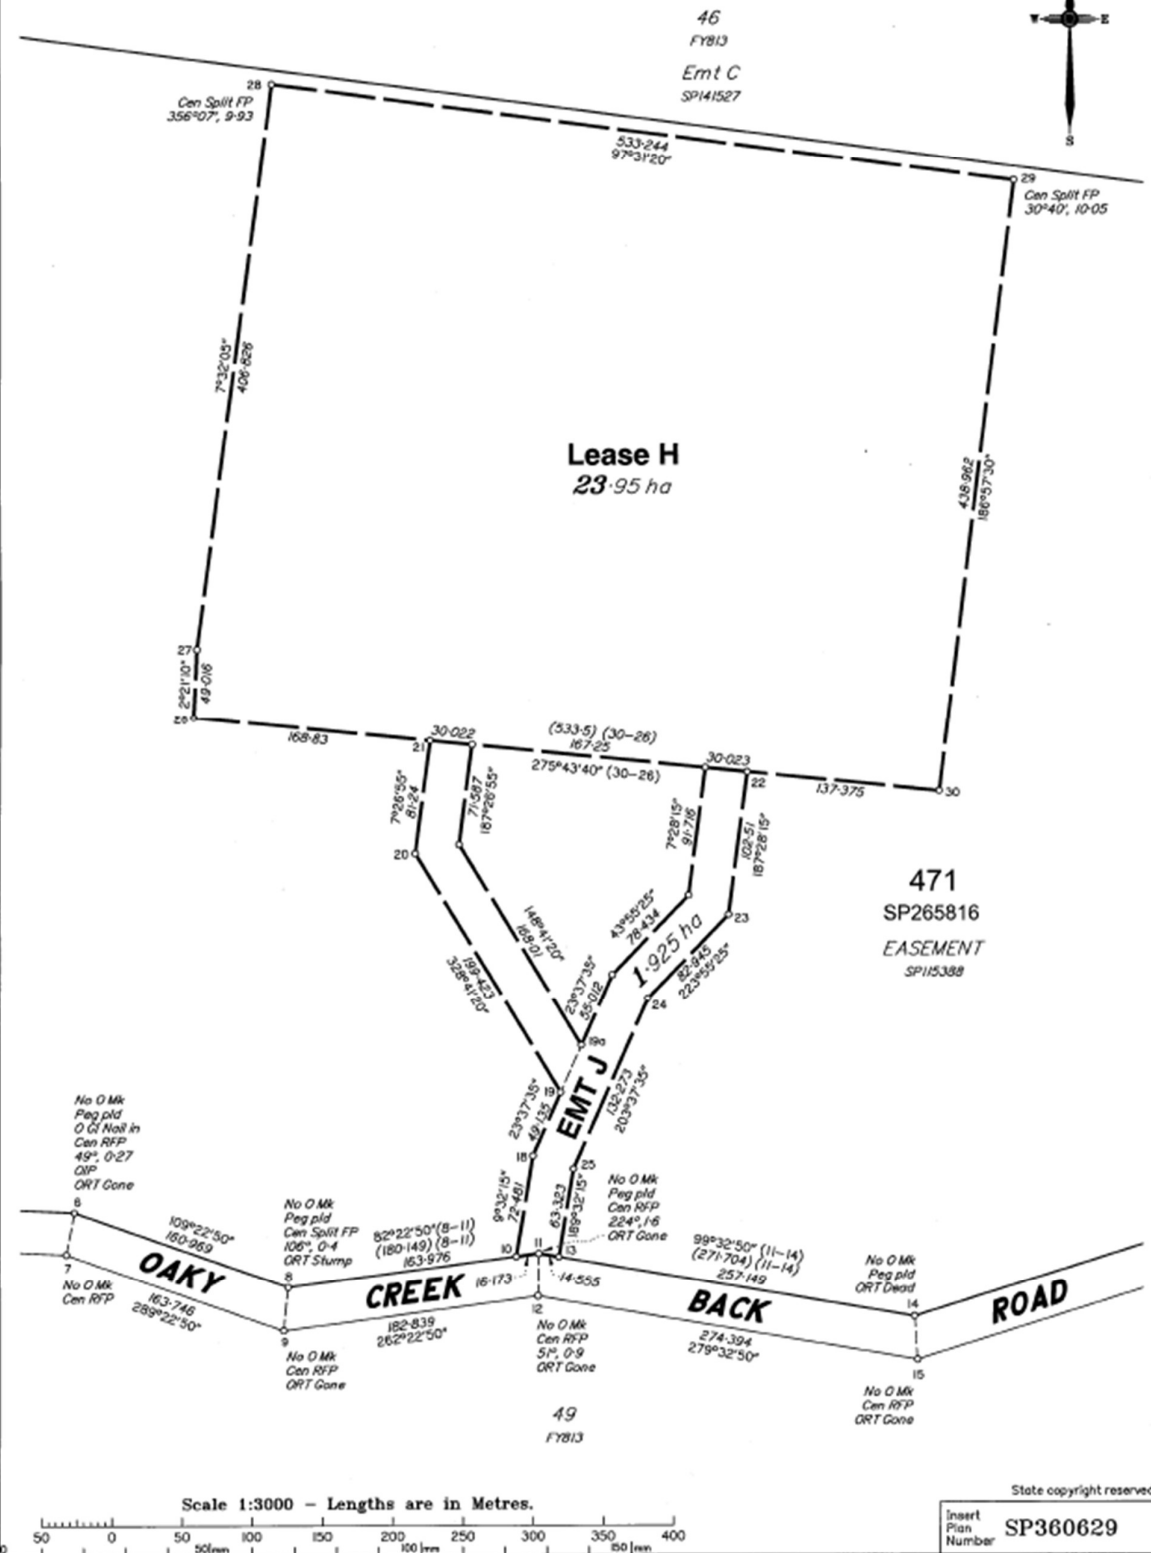 46
FY813
Emt C
SP141527
W E
S
28
Cen Split FP
356°07', 9·93
533·244
97°31'20"
29
Cen Split FP
30°40', 10·05
7°32'05"
406·826
Lease H
23·95 ha
438·962
186°57'30"
27
2°21'10"
49·016
26
168·83
21
30·022
(533·5) (30-26)
167·25
275°43'40" (30-26)
30·023
22
137·375
30
7°26'55"
81·24
71·587
187°26'55"
7°28'15"
91·716
102·51
187°28'15"
20
471
SP265816
EASEMENT
SP115388
23
148°41'20"
168·01
43°55'25"
78·434
1·925 ha
82·945
223°55'25"
199·423
328°41'20"
23°37'35"
55·012
24
19a
EMT J
132·273
203°37'35"
19
23°37'35"
49·135
18
25
9°32'15"
72·481
63·323
189°32'15"
No O Mk
Peg pld
O GI Nail in
Cen RFP
49°, 0·27
OIP
ORT Gone
6
No O Mk
Peg pld
Cen RFP
224°, 1·6
ORT Gone
No O Mk
Peg pld
Cen Split FP
106°, 0·4
ORT Stump
109°22'50"
160·969
82°22'50" (8-11)
(180·149) (8-11)
163·976
10
11
13
99°32'50" (11-14)
(271·704) (11-14)
257·149
No O Mk
Peg pld
ORT Dead
14
7
No O Mk
Cen RFP
8
16·173
14·555
OAKY CREEK BACK ROAD
163·746
289°22'50"
9
182·839
262°22'50"
12
274·394
279°32'50"
15
No O Mk
Cen RFP
ORT Gone
No O Mk
Cen RFP
51°, 0·9
ORT Gone
No O Mk
Cen RFP
ORT Gone
49
FY813
Scale 1:3000 - Lengths are in Metres.
50 0 50 100 150 200 250 300 350 400
0 50|mm 100|mm 150|mm
State copyright reserved
Insert
Plan
Number
SP360629